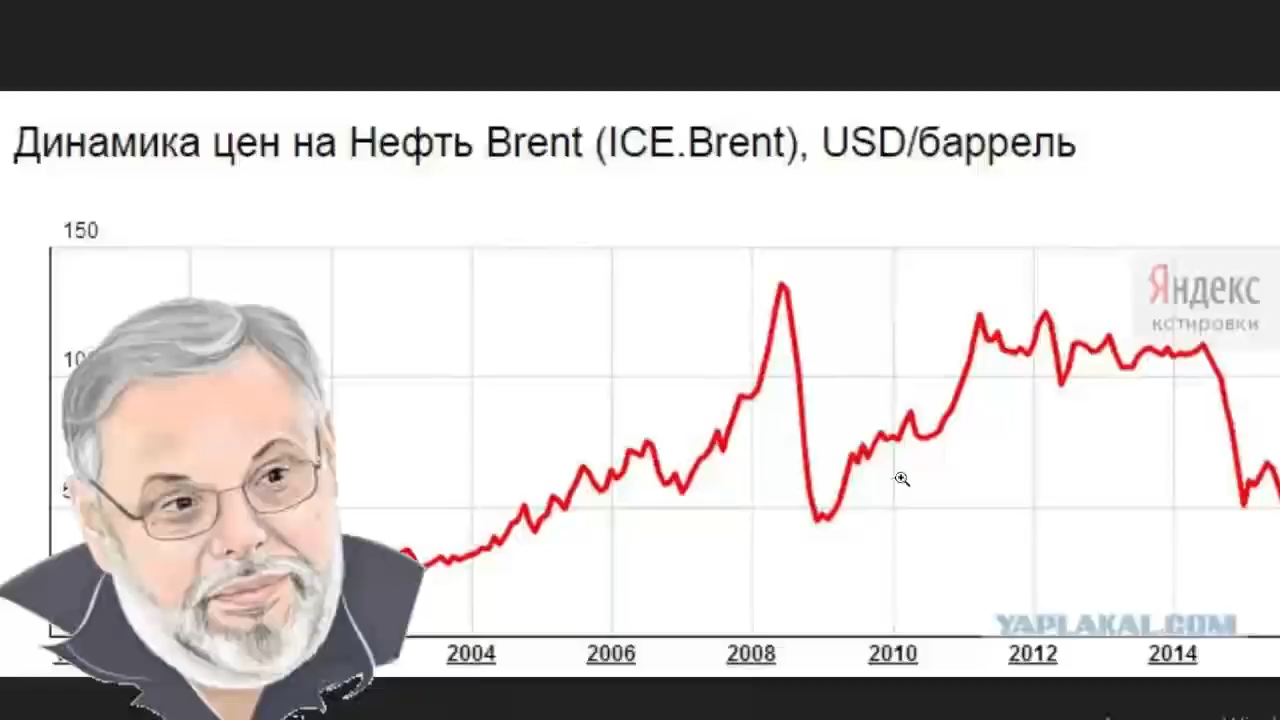 Динамика цен на Нефть Brent (ICE.Brent), USD/баррель
150
Яндекс
котировки
YAPLAKAL.COM
2004
2006
2008
2010
2012
2014